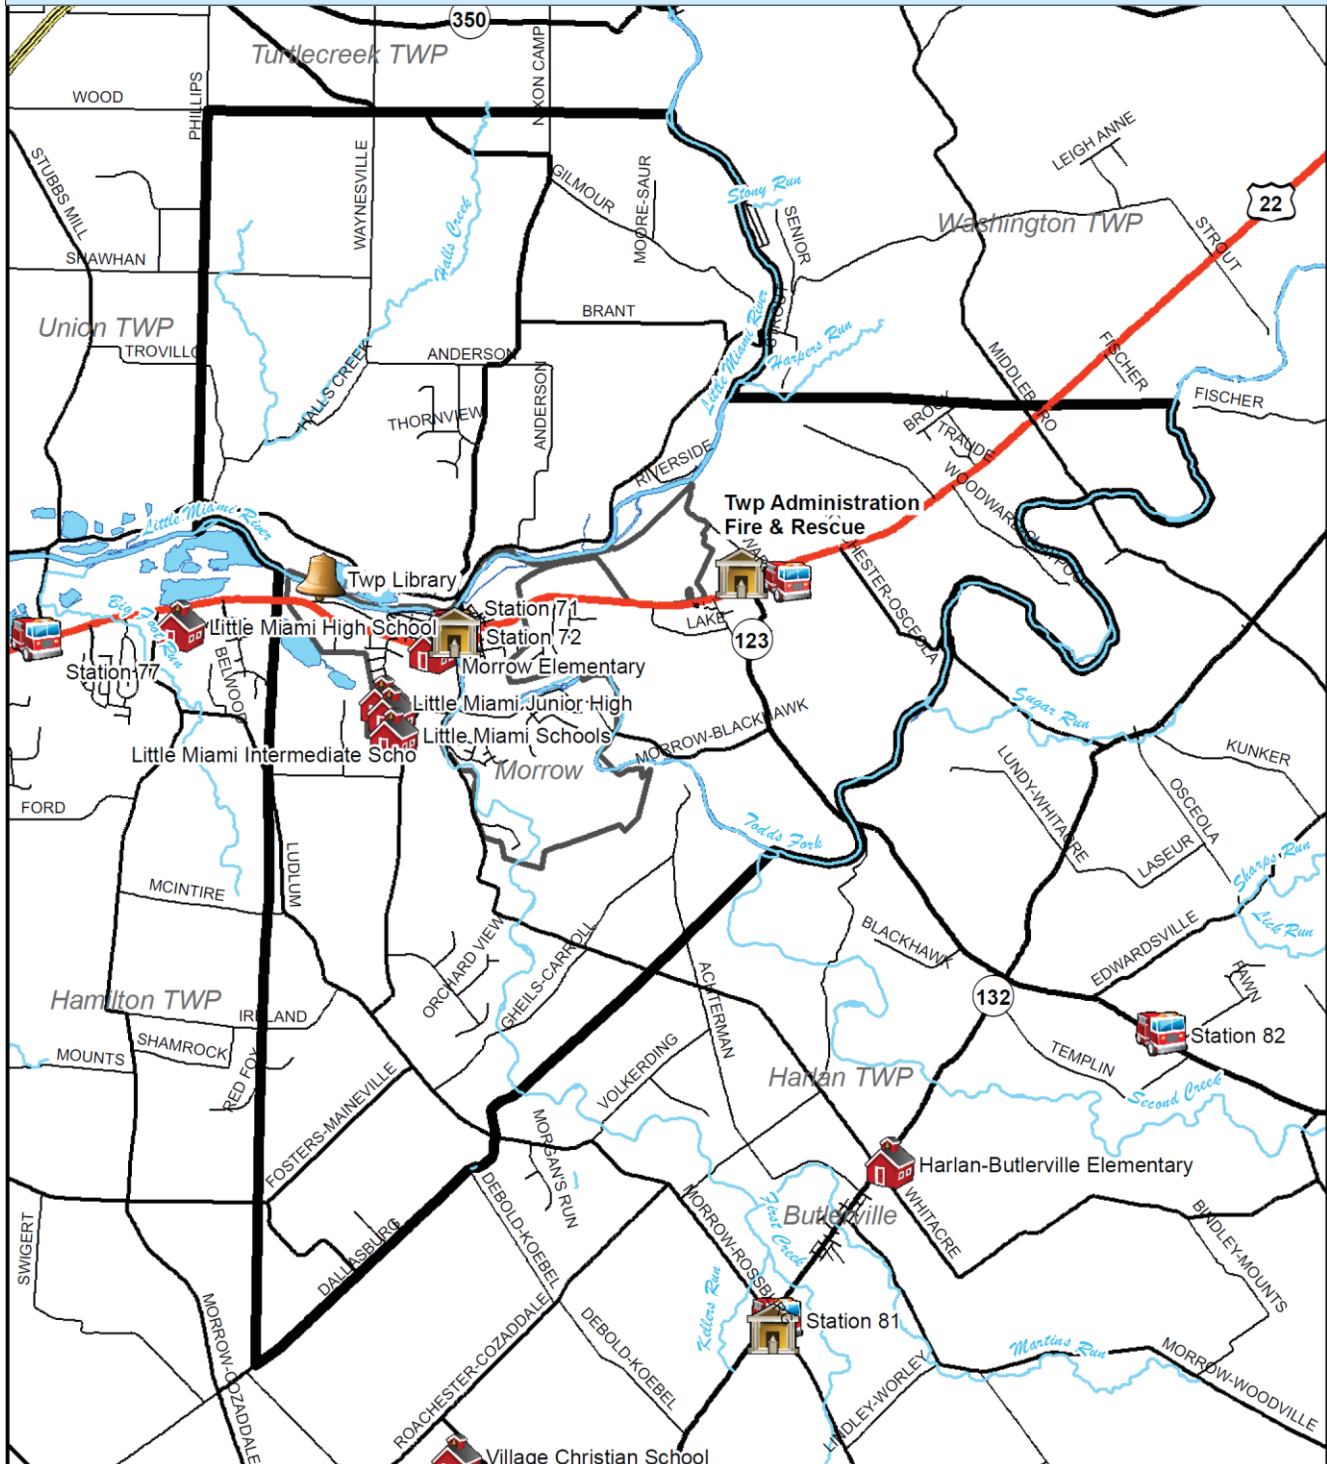 350
Turtlecreek TWP
WOOD
PHILLIPS
NIXON CAMP
STUBBS MILL
WAYNESVILLE
Halls Creek
GILMOUR
MOORE-SAUR
Stony Run
SENIOR
LEIGH ANNE
22
Washington TWP
STROUT
SHAWHAN
Union TWP
TROVILLO
BRANT
Little Miami River
Harpers Run
HALLS CREEK
ANDERSON
THORNVIEW
ANDERSON
MIDDLEBORO
FISCHER
FISCHER
BROCK
TRAUDE
WOODWARD
RIVERSIDE
Twp Administration
Fire & Rescue
Little Miami River
Twp Library
Station 71
Station 72
LAKE
123
CHESTER-OSCEOLA
Big Foot Run
Little Miami High School
Station 77
BELWOOD
Morrow Elementary
Little Miami Junior High
Little Miami Schools
Little Miami Intermediate Scho
Morrow
MORROW-BLACKHAWK
Sugar Run
KUNKER
OSCEOLA
LUNDY-WHITACRE
LASEUR
Sharps Run
Lick Run
FORD
Todds Fork
LUDLUM
MCINTIRE
BLACKHAWK
EDWARDSVILLE
FAWN
ORCHARD VIEW
GHEILS-CARROLL
ACHTERMAN
132
Hamilton TWP
IRELAND
SHAMROCK
MOUNTS
RED FOX
Station 82
TEMPLIN
Second Creek
VOLKERDING
Harlan TWP
FOSTERS-MAINEVILLE
MORGAN'S RUN
Harlan-Butlerville Elementary
WHITACRE
DEBOLD-KOEBEL
First Creek
Butlerville
BINDLEY-MOUNTS
SWIGERT
DALLASBURG
Kellers Run
Station 81
MORROW-COZADDALE
ROACHESTER-COZADDALE
DEBOLD-KOEBEL
Martins Run
LINDLEY-WORLEY
MORROW-WOODVILLE
Village Christian School